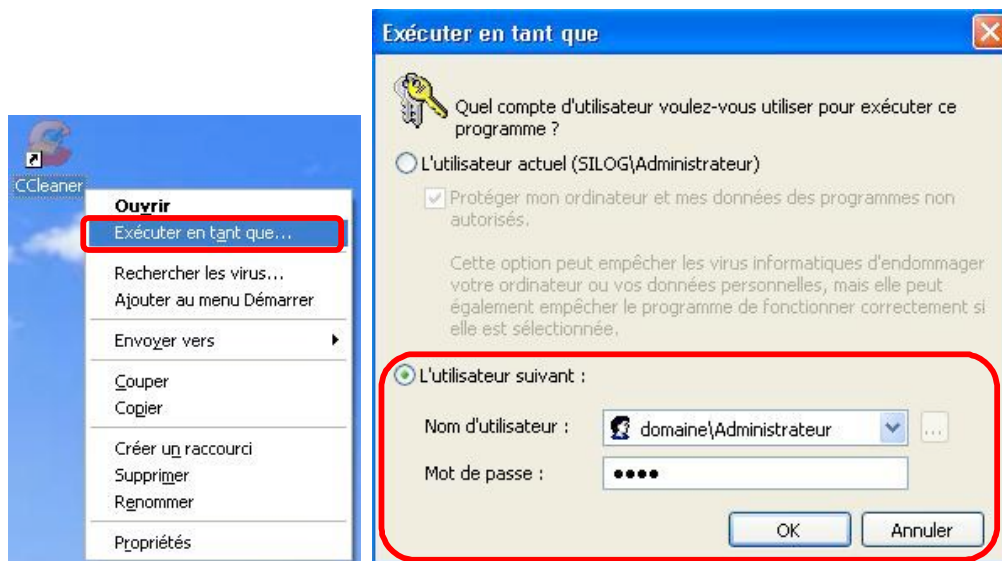 CCleaner
Ouvrir
Exécuter en tant que...
Rechercher les virus...
Ajouter au menu Démarrer
Envoyer vers
Couper
Copier
Créer un raccourci
Supprimer
Renommer
Propriétés
Exécuter en tant que
Quel compte d'utilisateur voulez-vous utiliser pour exécuter ce
programme ?
L'utilisateur actuel (SILOG\Administrateur)
Protéger mon ordinateur et mes données des programmes non
autorisés.
Cette option peut empêcher les virus informatiques d'endommager
votre ordinateur ou vos données personnelles, mais elle peut
également empêcher le programme de fonctionner correctement si
elle est sélectionnée.
L'utilisateur suivant :
Nom d'utilisateur : domaine\Administrateur ...
Mot de passe : ••••
OK Annuler